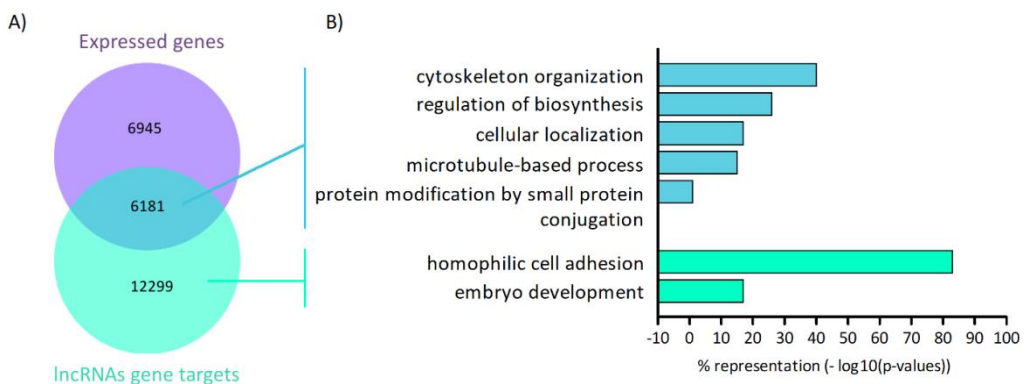 A)
Expressed genes
6945
6181
12299
lncRNAs gene targets
B)
cytoskeleton organization
regulation of biosynthesis
cellular localization
microtubule-based process
protein modification by small protein
conjugation
homophilic cell adhesion
embryo development
-10 0 10 20 30 40 50 60 70 80 90 100
% representation (- log10(p-values))